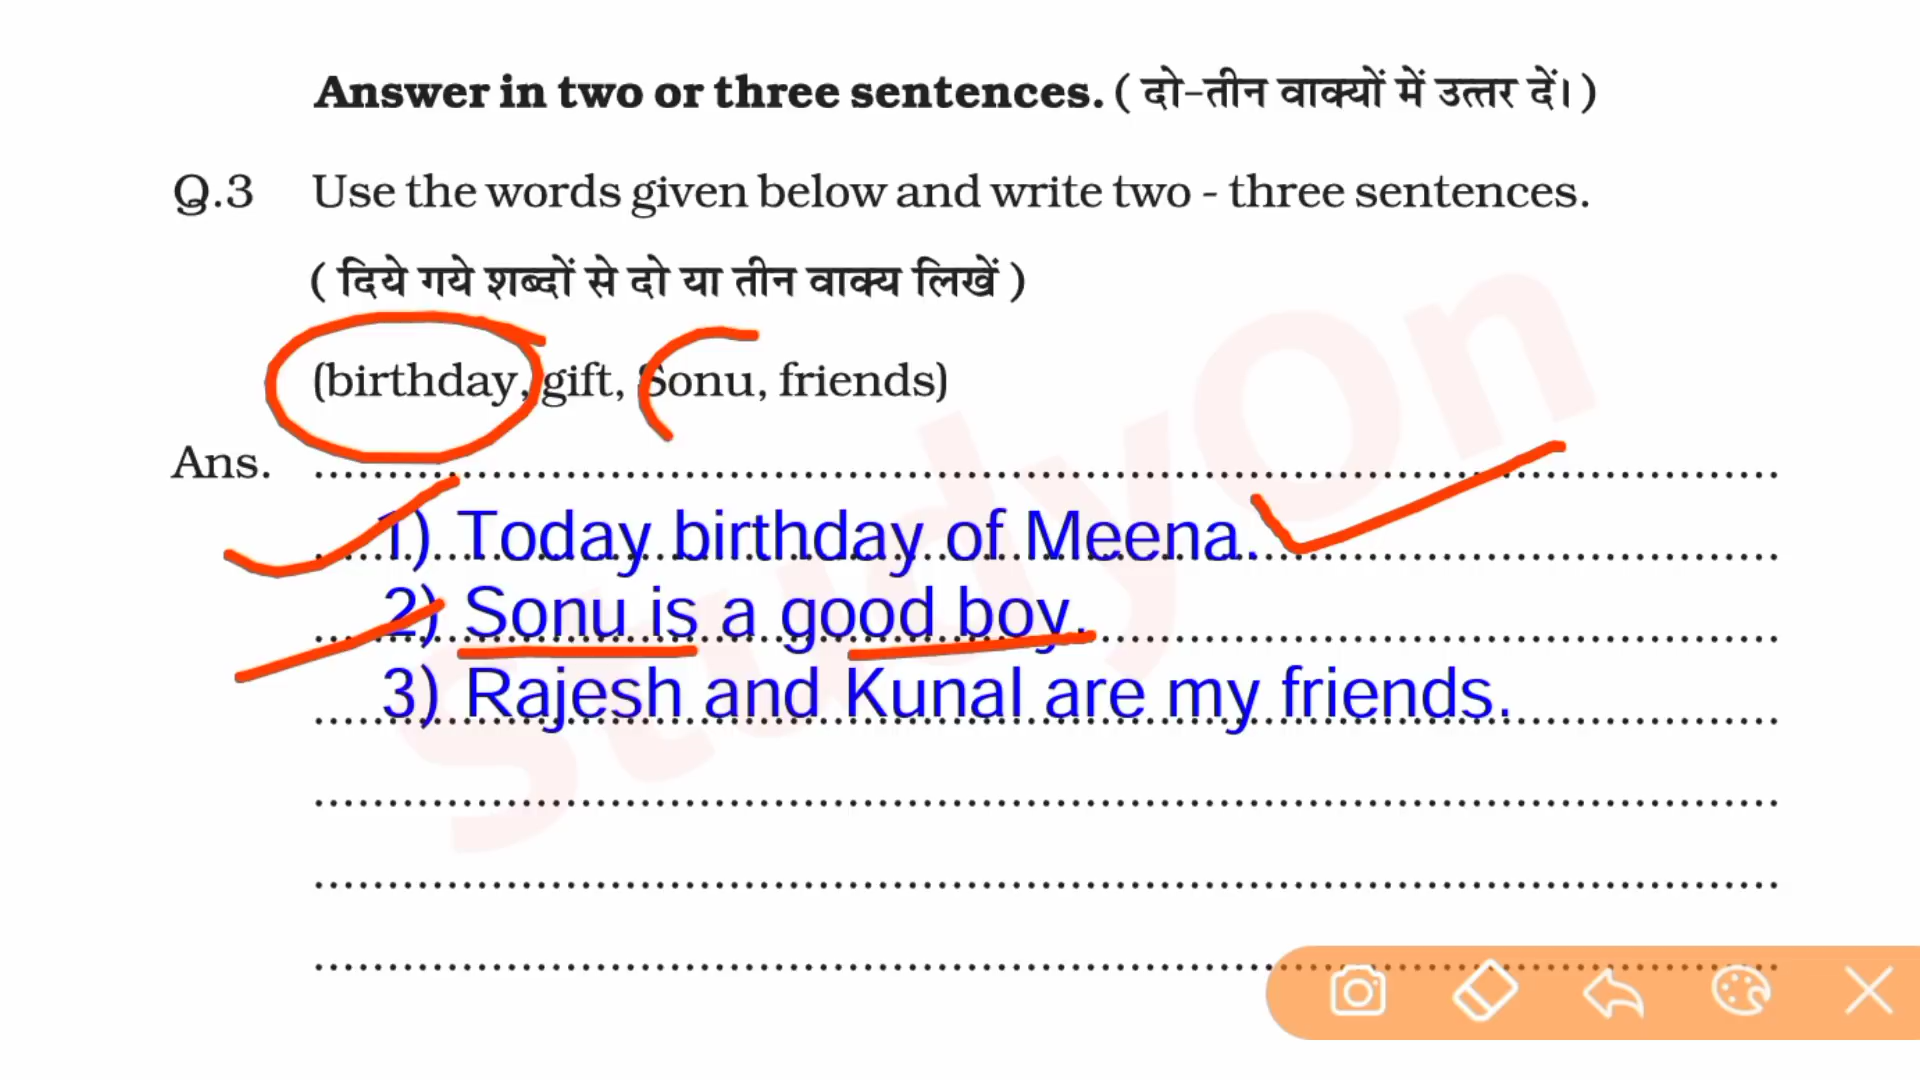 Answer in two or three sentences. ( दो-तीन वाक्यों में उत्तर दें। )
Q.3 Use the words given below and write two - three sentences.
( दिये गये शब्दों से दो या तीन वाक्य लिखें )
(birthday, gift, Sonu, friends)
Ans.
1) Today birthday of Meena.
2) Sonu is a good boy.
3) Rajesh and Kunal are my friends.
StudyOn